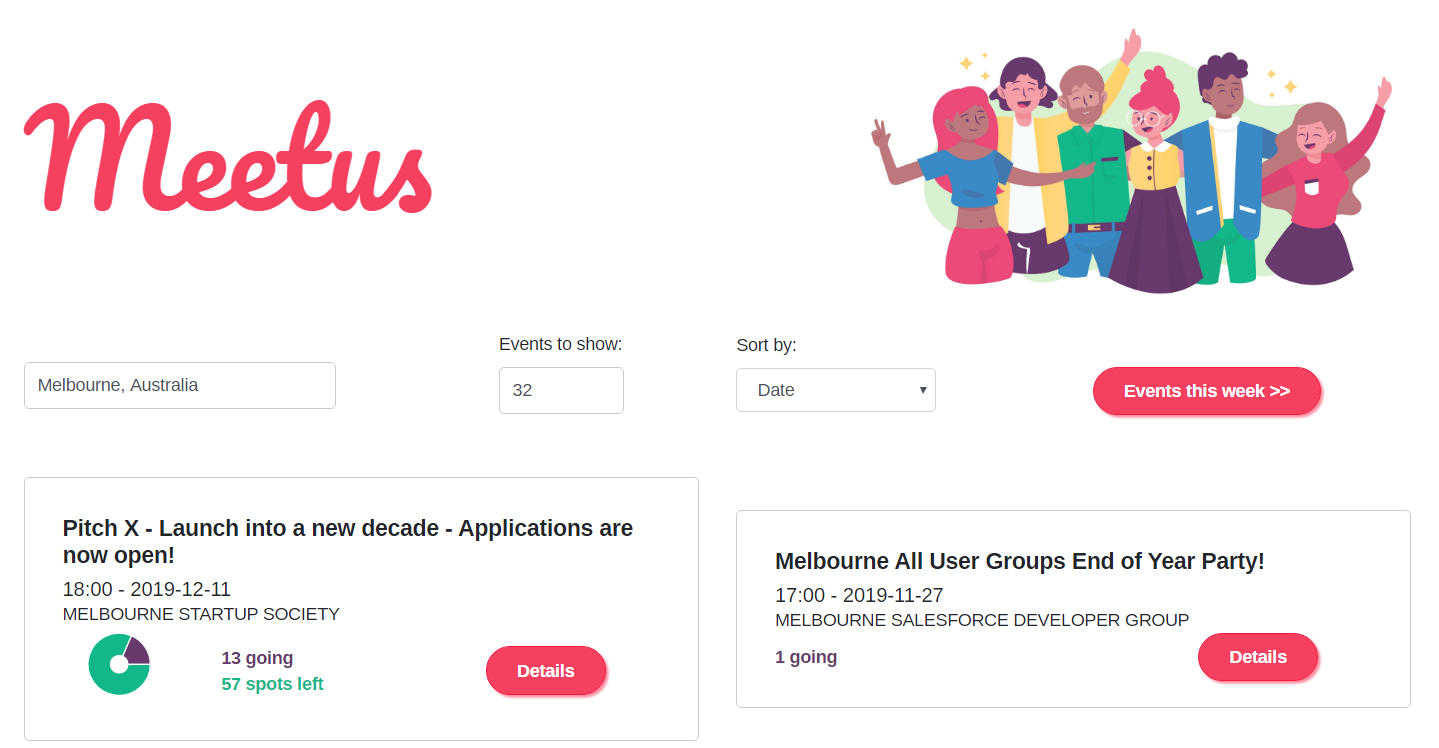 Meetus
Events to show:
Sort by:
Melbourne, Australia
32
Date
Events this week >>
Pitch X - Launch into a new decade - Applications are
now open!
18:00 - 2019-12-11
MELBOURNE STARTUP SOCIETY
13 going
57 spots left
Details
Melbourne All User Groups End of Year Party!
17:00 - 2019-11-27
MELBOURNE SALESFORCE DEVELOPER GROUP
1 going
Details